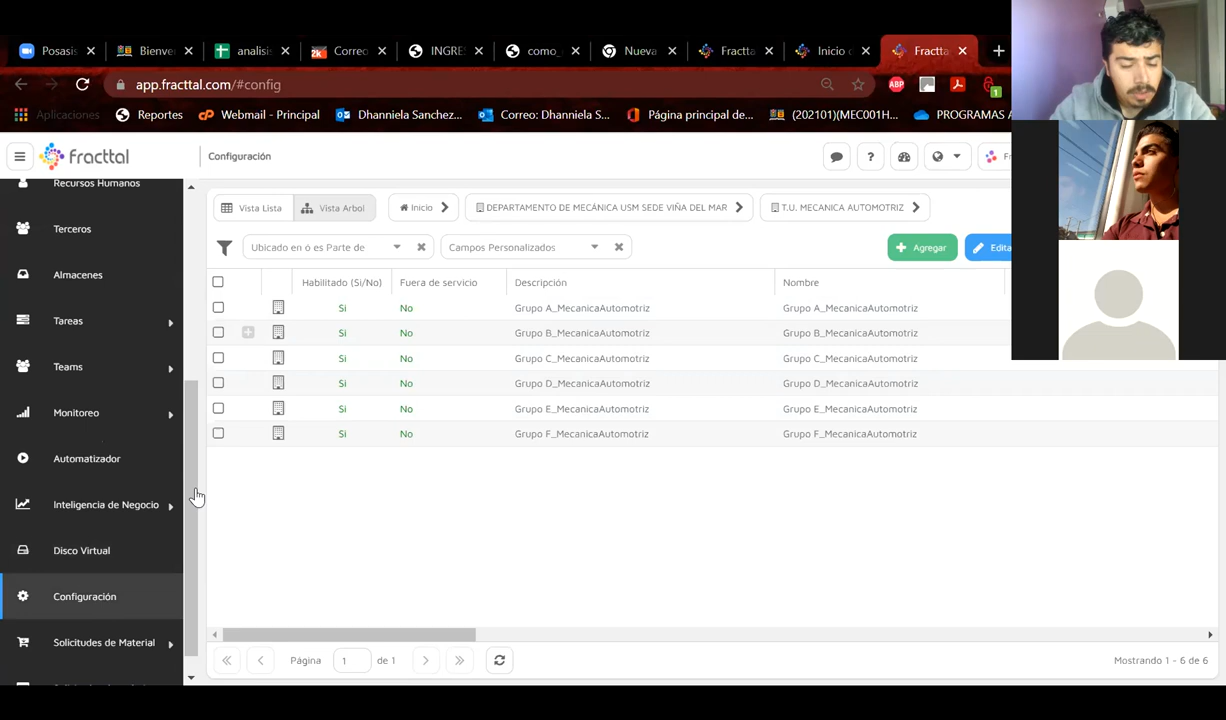 Posasis
Bienve
analisis
2k
Correo
INGRE
como_
Nueva
Fractta
Inicio
Fractta
app.fracttal.com/#config
ABP
1
Aplicaciones
Reportes
Webmail - Principal
Dhanniela Sanchez...
Correo: Dhanniela S...
Página principal de...
(202101)(MEC001H...
PROGRAMAS A
fracttal
Configuración
Fr
Recursos Humanos
Terceros
Almacenes
Tareas
Teams
Monitoreo
Automatizador
Inteligencia de Negocio
Disco Virtual
Configuración
Solicitudes de Material
Vista Lista
Vista Arbol
Inicio
DEPARTAMENTO DE MECÁNICA USM SEDE VIÑA DEL MAR
T.U. MECANICA AUTOMOTRIZ
Ubicado en ó es Parte de
Campos Personalizados
Agregar
Edita
Habilitado (Si/No) Fuera de servicio Descripción Nombre
Si No Grupo A_MecanicaAutomotriz Grupo A_MecanicaAutomotriz
Si No Grupo B_MecanicaAutomotriz Grupo B_MecanicaAutomotriz
Si No Grupo C_MecanicaAutomotriz Grupo C_MecanicaAutomotriz
Si No Grupo D_MecanicaAutomotriz Grupo D_MecanicaAutomotriz
Si No Grupo E_MecanicaAutomotriz Grupo E_MecanicaAutomotriz
Si No Grupo F_MecanicaAutomotriz Grupo F_MecanicaAutomotriz
Página 1 de 1
Mostrando 1 - 6 de 6